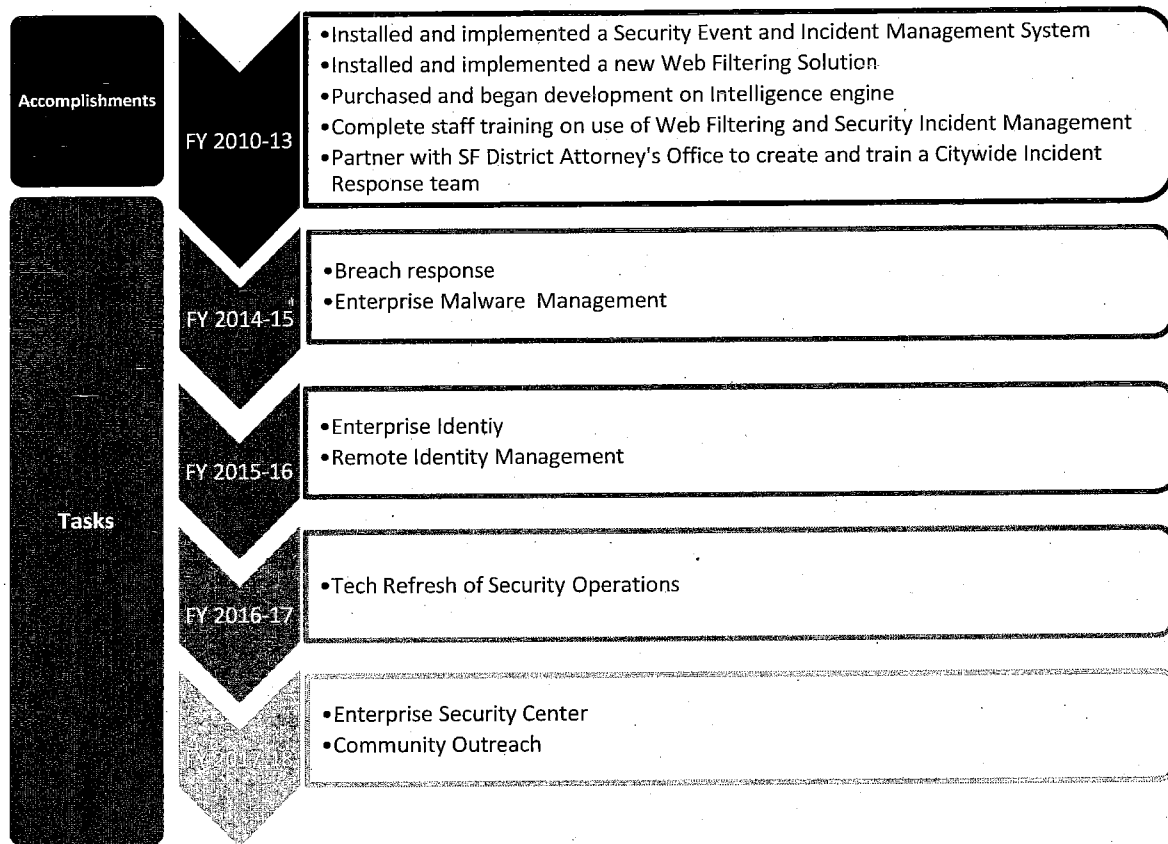 Accomplishments
FY 2010-13
•Installed and implemented a Security Event and Incident Management System
•Installed and implemented a new Web Filtering Solution
•Purchased and began development on Intelligence engine
•Complete staff training on use of Web Filtering and Security Incident Management
•Partner with SF District Attorney's Office to create and train a Citywide Incident
Response team
Tasks
FY 2014-15
•Breach response
•Enterprise Malware Management
FY 2015-16
•Enterprise Identiy
•Remote Identity Management
FY 2016-17
•Tech Refresh of Security Operations
FY
•Enterprise Security Center
•Community Outreach